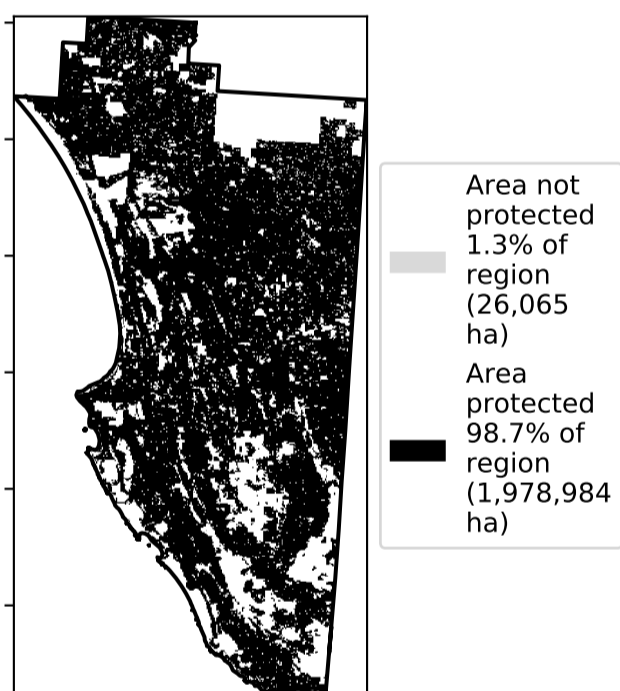 Area not
protected
1.3% of
region
(26,065
ha)
Area
protected
98.7% of
region
(1,978,984
ha)